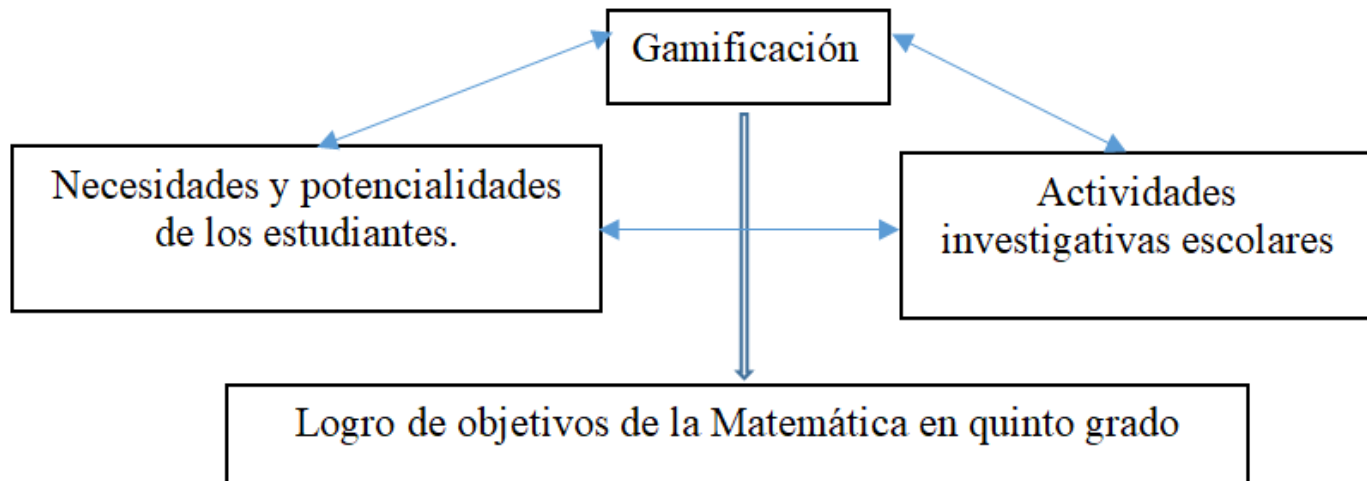 Gamificación
Necesidades y potencialidades
de los estudiantes.
Actividades
investigativas escolares
Logro de objetivos de la Matemática en quinto grado